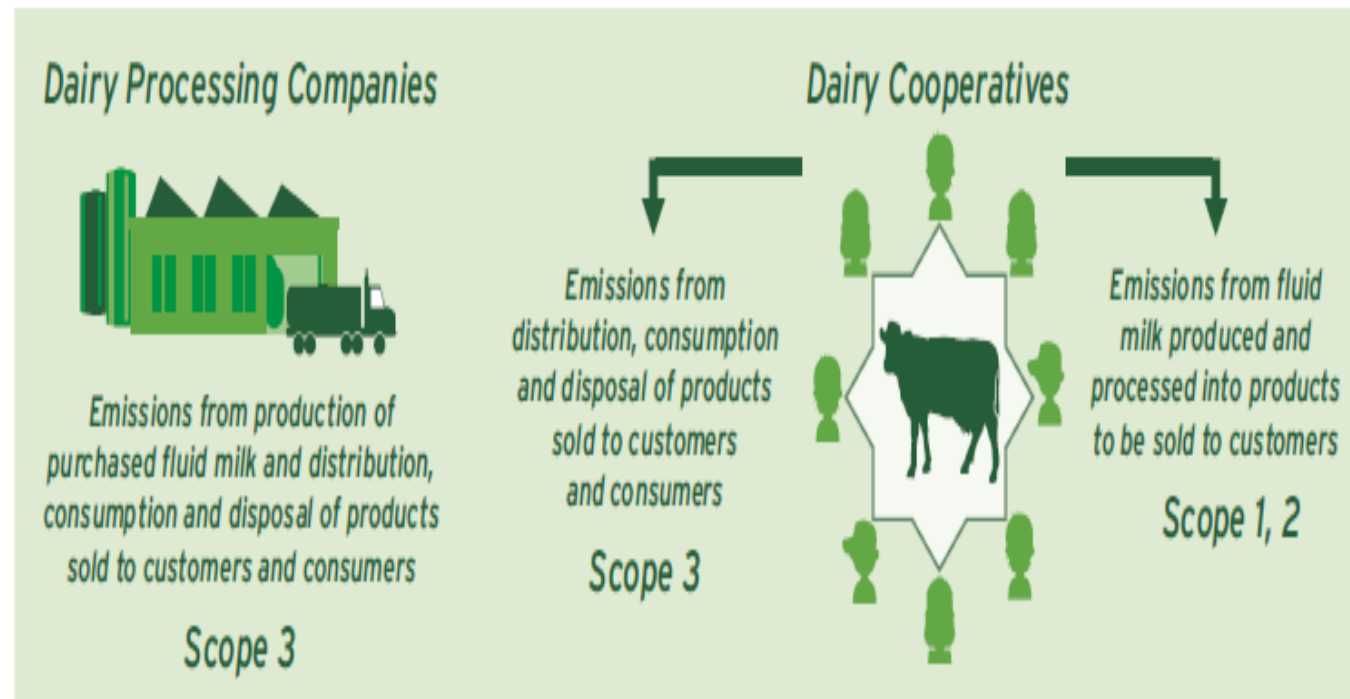 Dairy Processing Companies
Emissions from production of
purchased fluid milk and distribution,
consumption and disposal of products
sold to customers and consumers
Scope 3
Dairy Cooperatives
Emissions from
distribution, consumption
and disposal of products
sold to customers
and consumers
Scope 3
Emissions from fluid
milk produced and
processed into products
to be sold to customers
Scope 1, 2